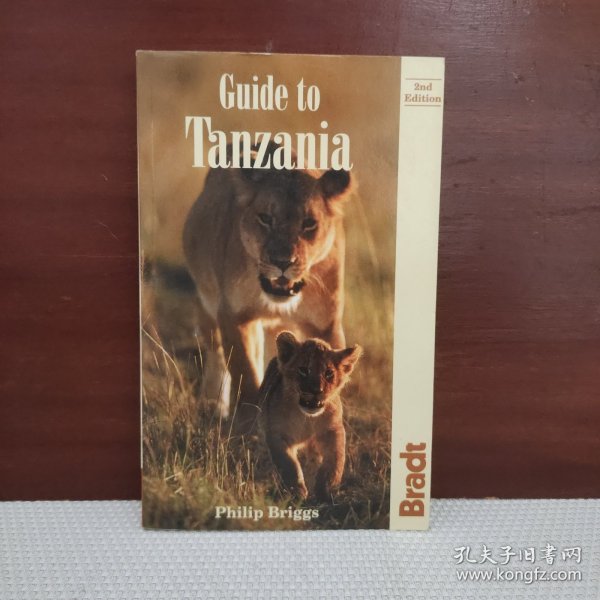 Guide to
Tanzania
2nd
Edition
Philip Briggs
Bradt
孔夫子旧书网
www.kongfz.com